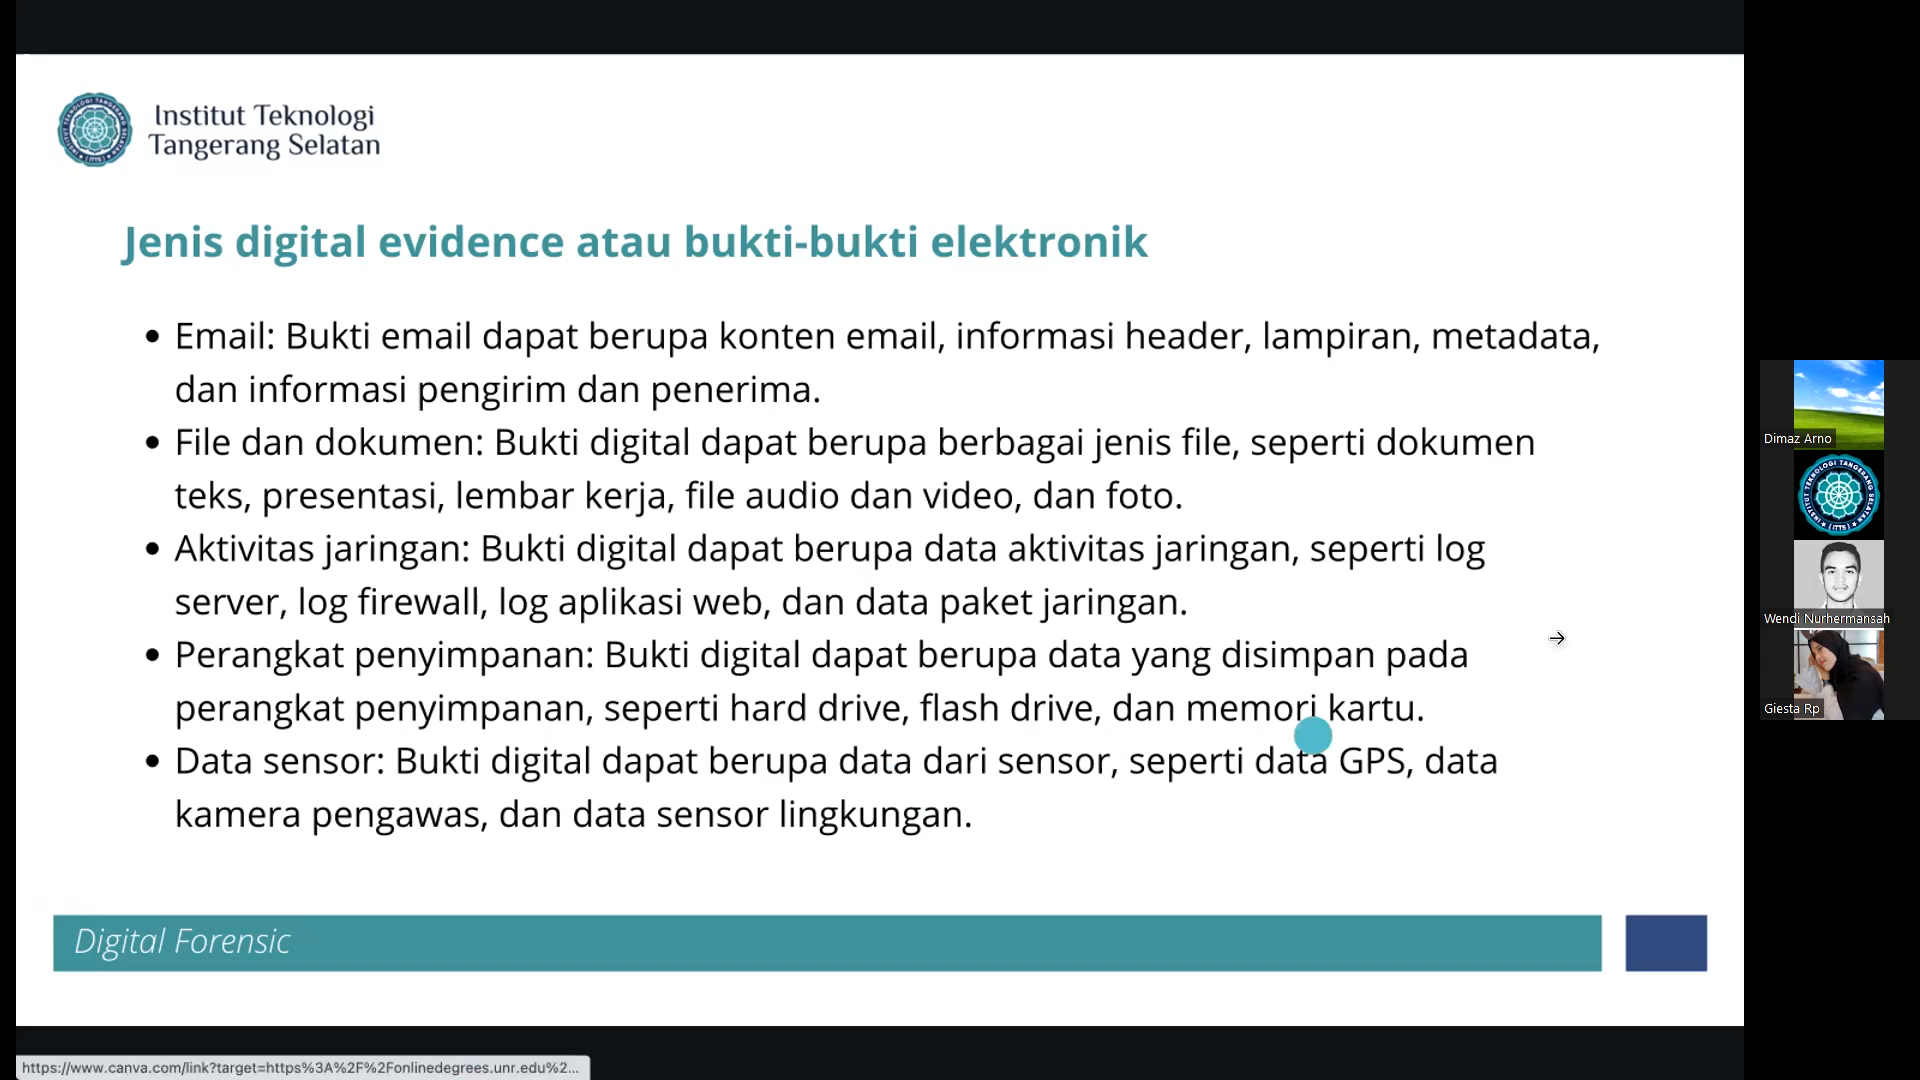 Institut Teknologi
Tangerang Selatan
Jenis digital evidence atau bukti-bukti elektronik
• Email: Bukti email dapat berupa konten email, informasi header, lampiran, metadata,
dan informasi pengirim dan penerima.
• File dan dokumen: Bukti digital dapat berupa berbagai jenis file, seperti dokumen
teks, presentasi, lembar kerja, file audio dan video, dan foto.
• Aktivitas jaringan: Bukti digital dapat berupa data aktivitas jaringan, seperti log
server, log firewall, log aplikasi web, dan data paket jaringan.
• Perangkat penyimpanan: Bukti digital dapat berupa data yang disimpan pada
perangkat penyimpanan, seperti hard drive, flash drive, dan memori kartu.
• Data sensor: Bukti digital dapat berupa data dari sensor, seperti data GPS, data
kamera pengawas, dan data sensor lingkungan.
Digital Forensic
https://www.canva.com/link?target=https%3A%2F%2Fonlinedegrees.unr.edu%2...
Dimaz Arno
INSTITUT TEKNOLOGI TANGERANG SELATAN
(ITTS)
Wendi Nurhermansah
Giesta Rp